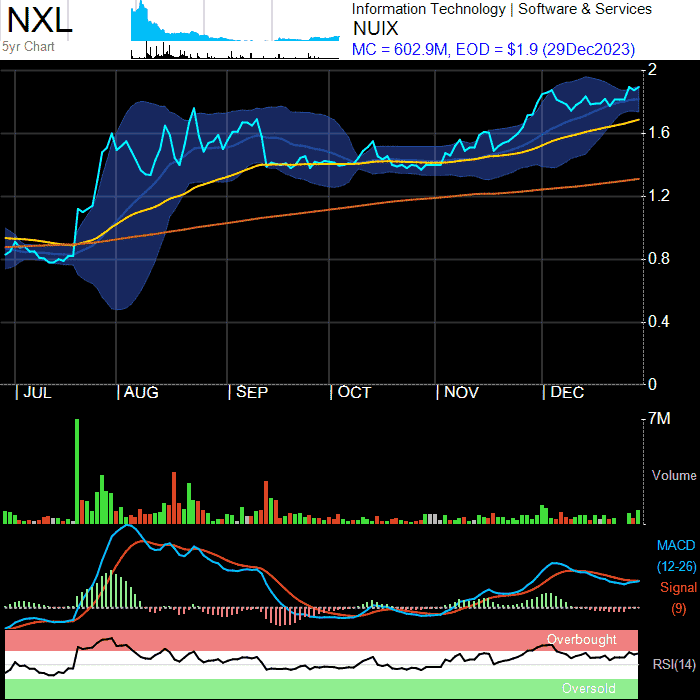 NXL
5yr Chart
Information Technology | Software & Services
NUIX
MC = 602.9M, EOD = $1.9 (29Dec2023)
2
1.6
1.2
0.8
0.4
0
| JUL | AUG | SEP | OCT | NOV | DEC
7M
Volume
MACD
(12-26)
Signal
(9)
Overbought
RSI(14)
Oversold